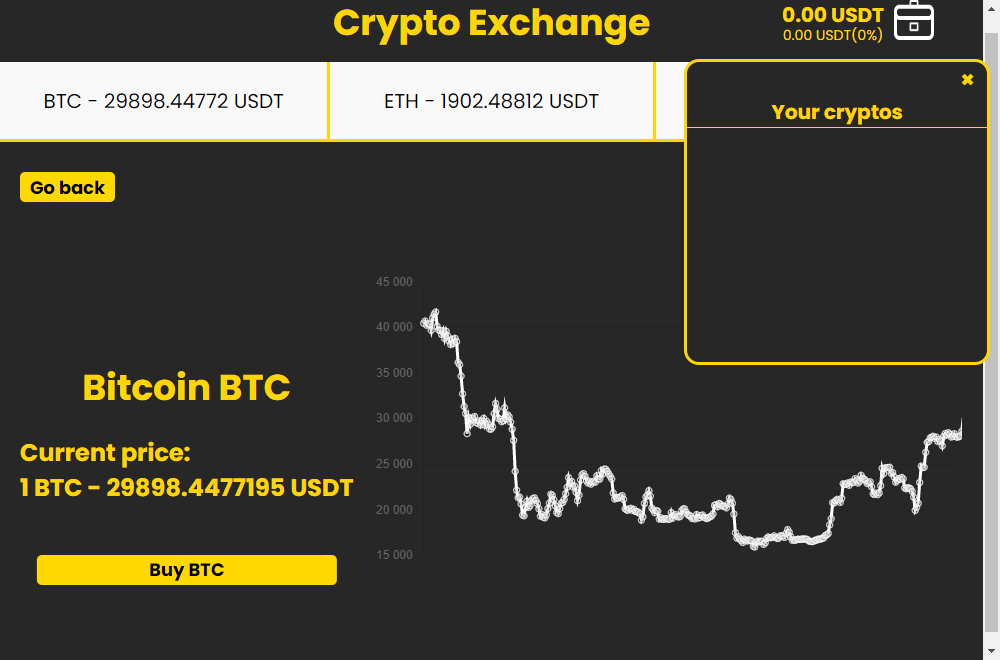 Crypto Exchange
0.00 USDT
0.00 USDT(0%)
BTC - 29898.44772 USDT
ETH - 1902.48812 USDT
✖
Your cryptos
Go back
45 000
40 000
35 000
30 000
25 000
20 000
15 000
Bitcoin BTC
Current price:
1 BTC - 29898.4477195 USDT
Buy BTC